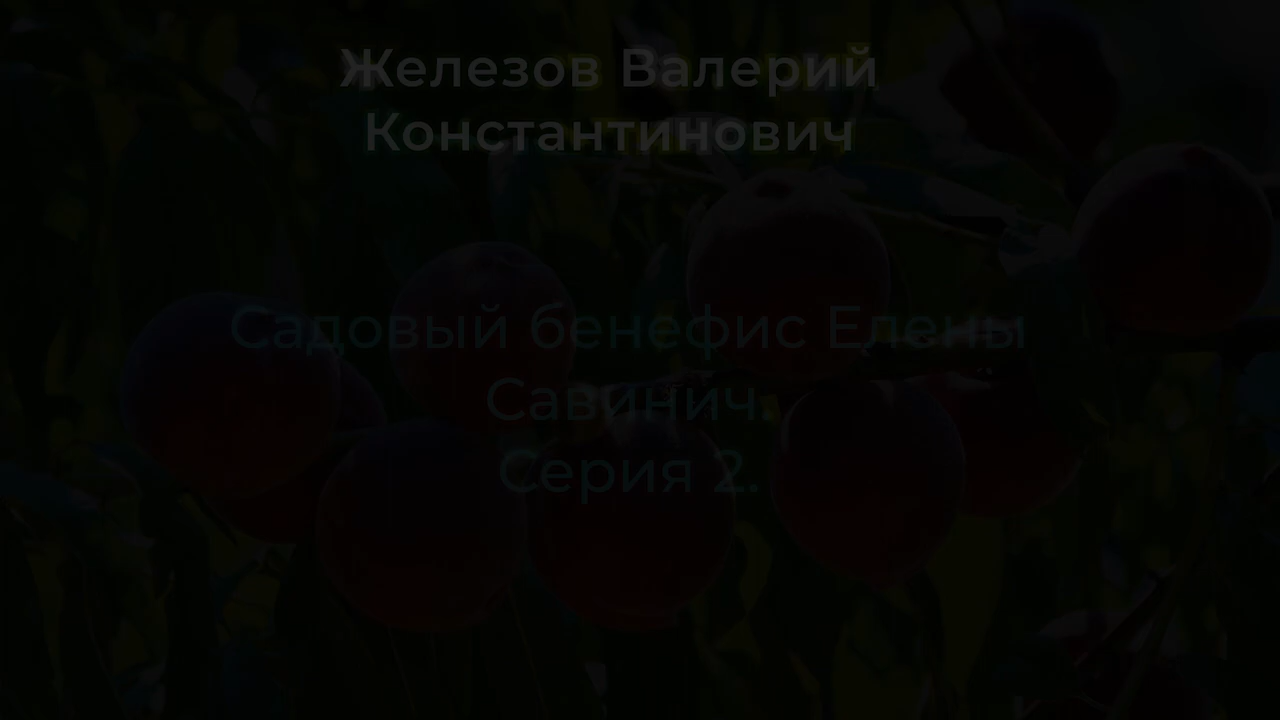 Железов Валерий
Константинович
Садовый бенефис Елены
Савинич.
Серия 2.